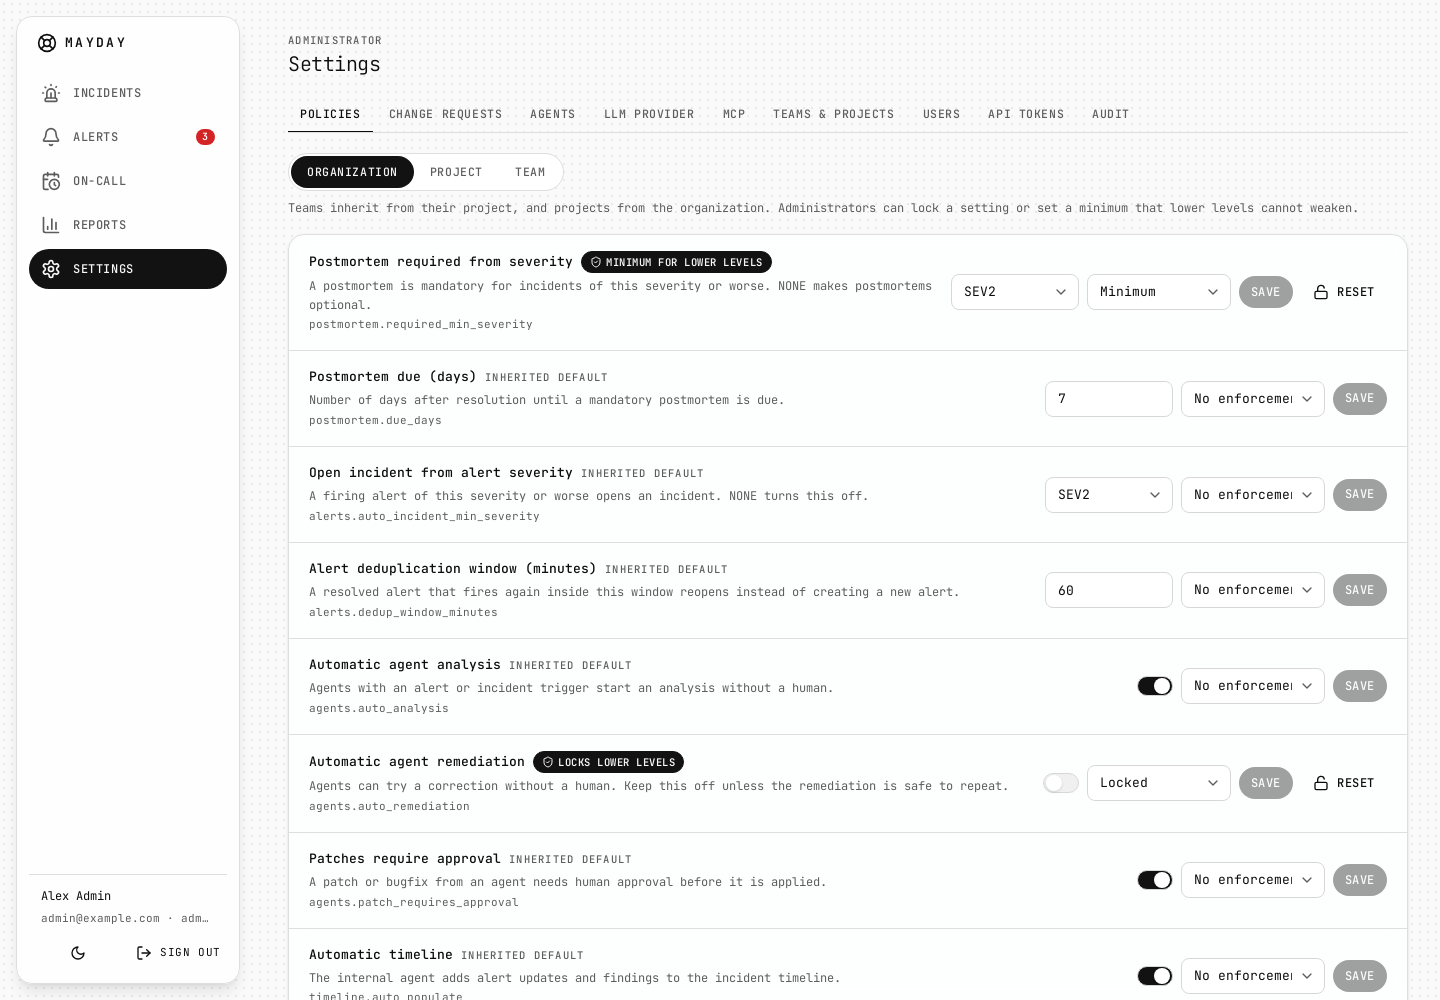 MAYDAY
INCIDENTS
ALERTS 3
ON-CALL
REPORTS
SETTINGS
Alex Admin
admin@example.com · adm…
SIGN OUT
ADMINISTRATOR
Settings
POLICIES CHANGE REQUESTS AGENTS LLM PROVIDER MCP TEAMS & PROJECTS USERS API TOKENS AUDIT
ORGANIZATION PROJECT TEAM
Teams inherit from their project, and projects from the organization. Administrators can lock a setting or set a minimum that lower levels cannot weaken.
Postmortem required from severity MINIMUM FOR LOWER LEVELS
A postmortem is mandatory for incidents of this severity or worse. NONE makes postmortems
optional.
postmortem.required_min_severity
SEV2 Minimum SAVE RESET
Postmortem due (days) INHERITED DEFAULT
Number of days after resolution until a mandatory postmortem is due.
postmortem.due_days
7 No enforcemen SAVE
Open incident from alert severity INHERITED DEFAULT
A firing alert of this severity or worse opens an incident. NONE turns this off.
alerts.auto_incident_min_severity
SEV2 No enforcemen SAVE
Alert deduplication window (minutes) INHERITED DEFAULT
A resolved alert that fires again inside this window reopens instead of creating a new alert.
alerts.dedup_window_minutes
60 No enforcemen SAVE
Automatic agent analysis INHERITED DEFAULT
Agents with an alert or incident trigger start an analysis without a human.
agents.auto_analysis
No enforcemen SAVE
Automatic agent remediation LOCKS LOWER LEVELS
Agents can try a correction without a human. Keep this off unless the remediation is safe to repeat.
agents.auto_remediation
Locked SAVE RESET
Patches require approval INHERITED DEFAULT
A patch or bugfix from an agent needs human approval before it is applied.
agents.patch_requires_approval
No enforcemen SAVE
Automatic timeline INHERITED DEFAULT
The internal agent adds alert updates and findings to the incident timeline.
timeline.auto_populate
No enforcemen SAVE